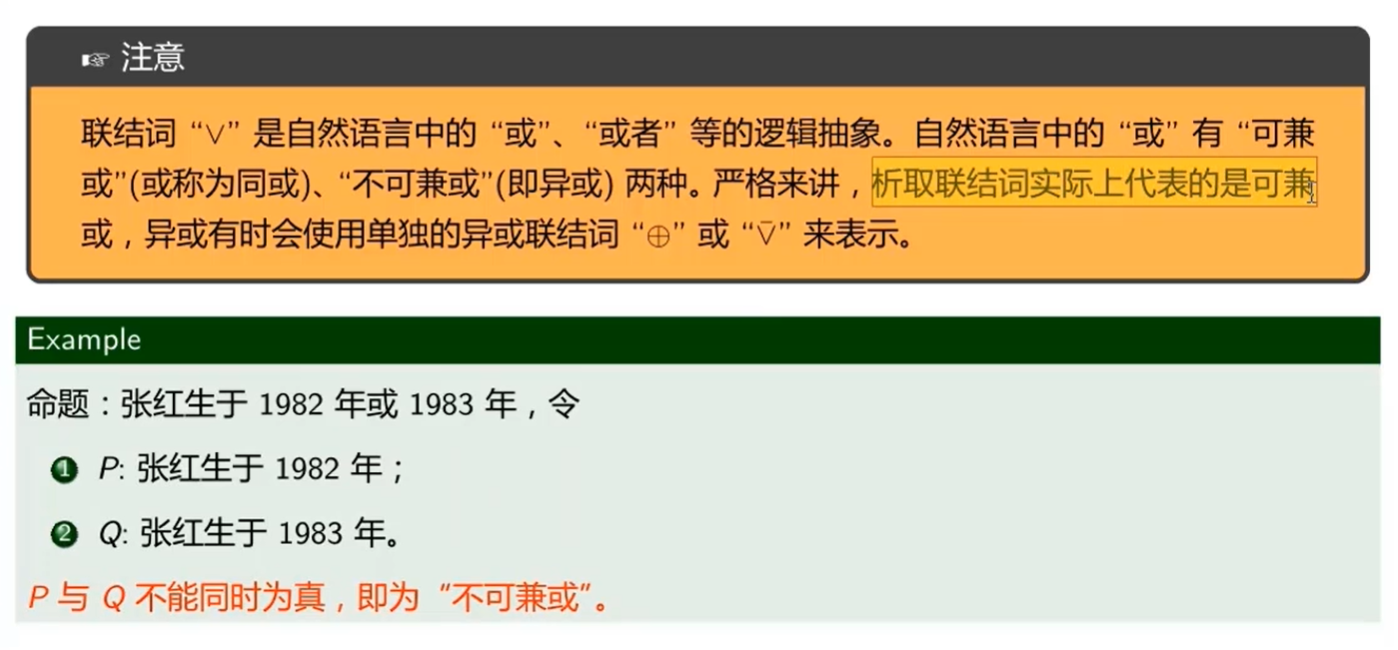 ☞ 注意
联结词 “∨” 是自然语言中的 “或”、“或者” 等的逻辑抽象。自然语言中的 “或” 有 “可兼
或”(或称为同或)、“不可兼或”(即异或) 两种。严格来讲，析取联结词实际上代表的是可兼
或，异或有时会使用单独的异或联结词 “⊕” 或 “∨̄” 来表示。
Example
命题：张红生于 1982 年或 1983 年，令
1 P: 张红生于 1982 年；
2 Q: 张红生于 1983 年。
P 与 Q 不能同时为真，即为 “不可兼或”。